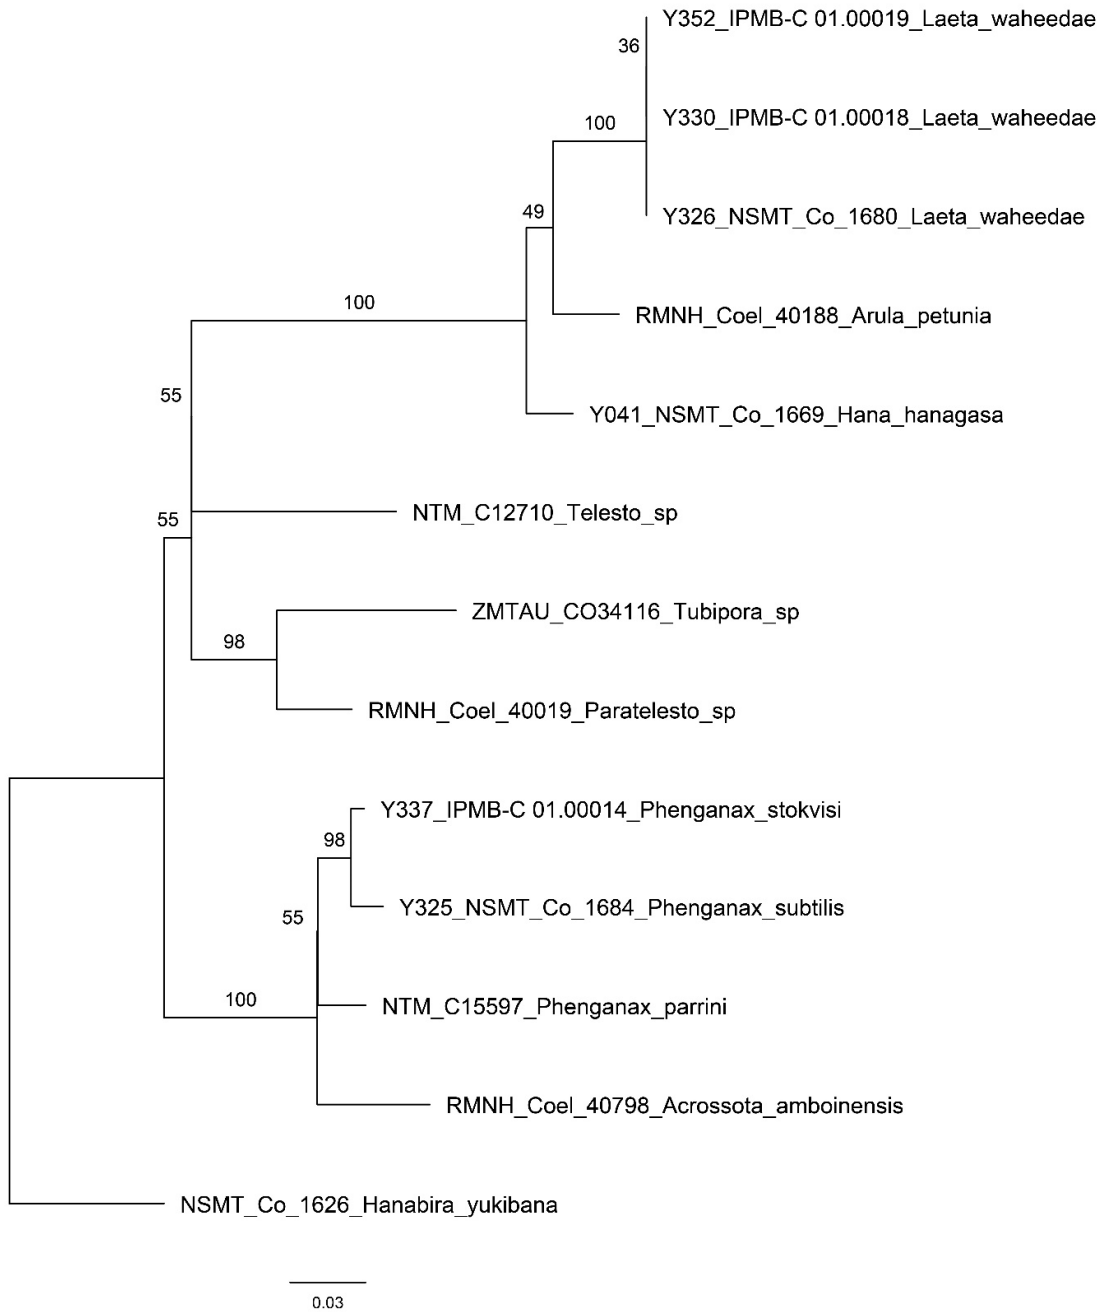 Y352_IPMB-C 01.00019_Laeta_waheedae
36
Y330_IPMB-C 01.00018_Laeta_waheedae
100
49
Y326_NSMT_Co_1680_Laeta_waheedae
100
RMNH_Coel_40188_Arula_petunia
55
Y041_NSMT_Co_1669_Hana_hanagasa
55
NTM_C12710_Telesto_sp
ZMTAU_CO34116_Tubipora_sp
98
RMNH_Coel_40019_Paratelesto_sp
Y337_IPMB-C 01.00014_Phenganax_stokvisi
98
55
Y325_NSMT_Co_1684_Phenganax_subtilis
100
NTM_C15597_Phenganax_parrini
RMNH_Coel_40798_Acrossota_amboinensis
NSMT_Co_1626_Hanabira_yukibana
0.03